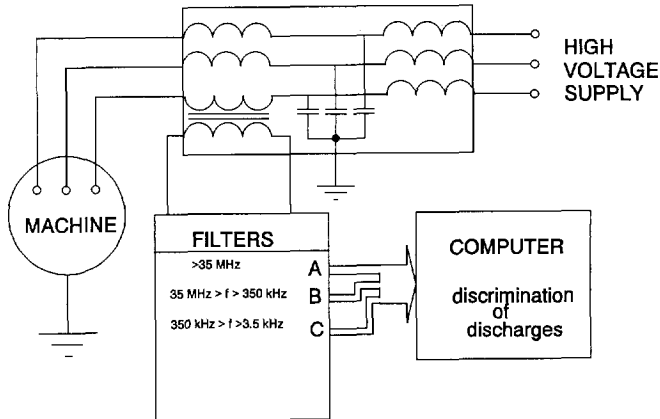 HIGH
VOLTAGE
SUPPLY
MACHINE
FILTERS
>35 MHz A
35 MHz > f > 350 kHz B
350 kHz > f >3.5 kHz C
COMPUTER
discrimination
of
discharges